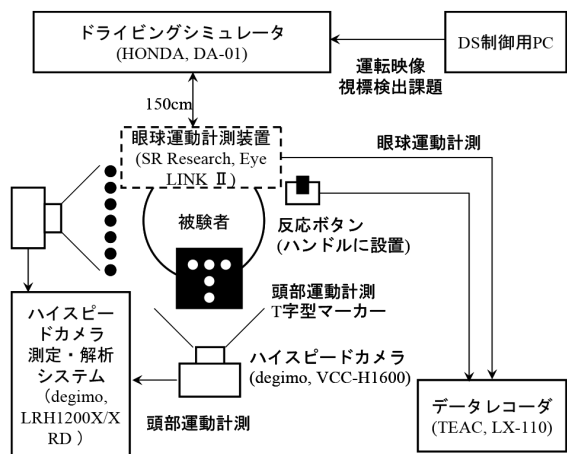 ドライビングシミュレータ
(HONDA, DA-01)
DS制御用PC
運転映像
視標検出課題
150cm
眼球運動計測装置
(SR Research, Eye
LINK Ⅱ)
眼球運動計測
被験者
反応ボタン
(ハンドルに設置)
頭部運動計測
T字型マーカー
ハイスピー
ドカメラ
測定・解析
システム
（degimo,
LRH1200X/X
RD ）
ハイスピードカメラ
(degimo, VCC-H1600)
頭部運動計測
データレコーダ
(TEAC, LX-110)